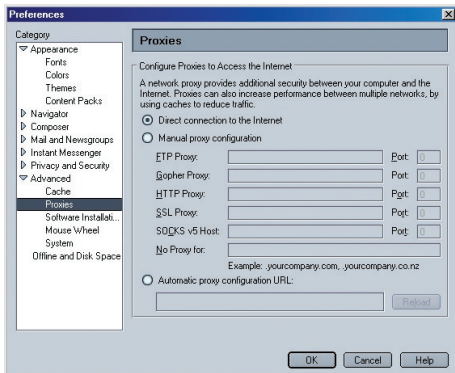 Preferences
Category
Appearance
Fonts
Colors
Themes
Content Packs
Navigator
Composer
Mail and Newsgroups
Instant Messenger
Privacy and Security
Advanced
Cache
Proxies
Software Installati...
Mouse Wheel
System
Offline and Disk Space
Proxies
Configure Proxies to Access the Internet
A network proxy provides additional security between your computer and the
Internet. Proxies can also increase performance between multiple networks, by
using caches to reduce traffic.
Direct connection to the Internet
Manual proxy configuration
FTP Proxy: Port: 0
Gopher Proxy: Port: 0
HTTP Proxy: Port: 0
SSL Proxy: Port: 0
SOCKS v5 Host: Port: 0
No Proxy for:
Example: .yourcompany.com, .yourcompany.co.nz
Automatic proxy configuration URL:
Reload
OK Cancel Help